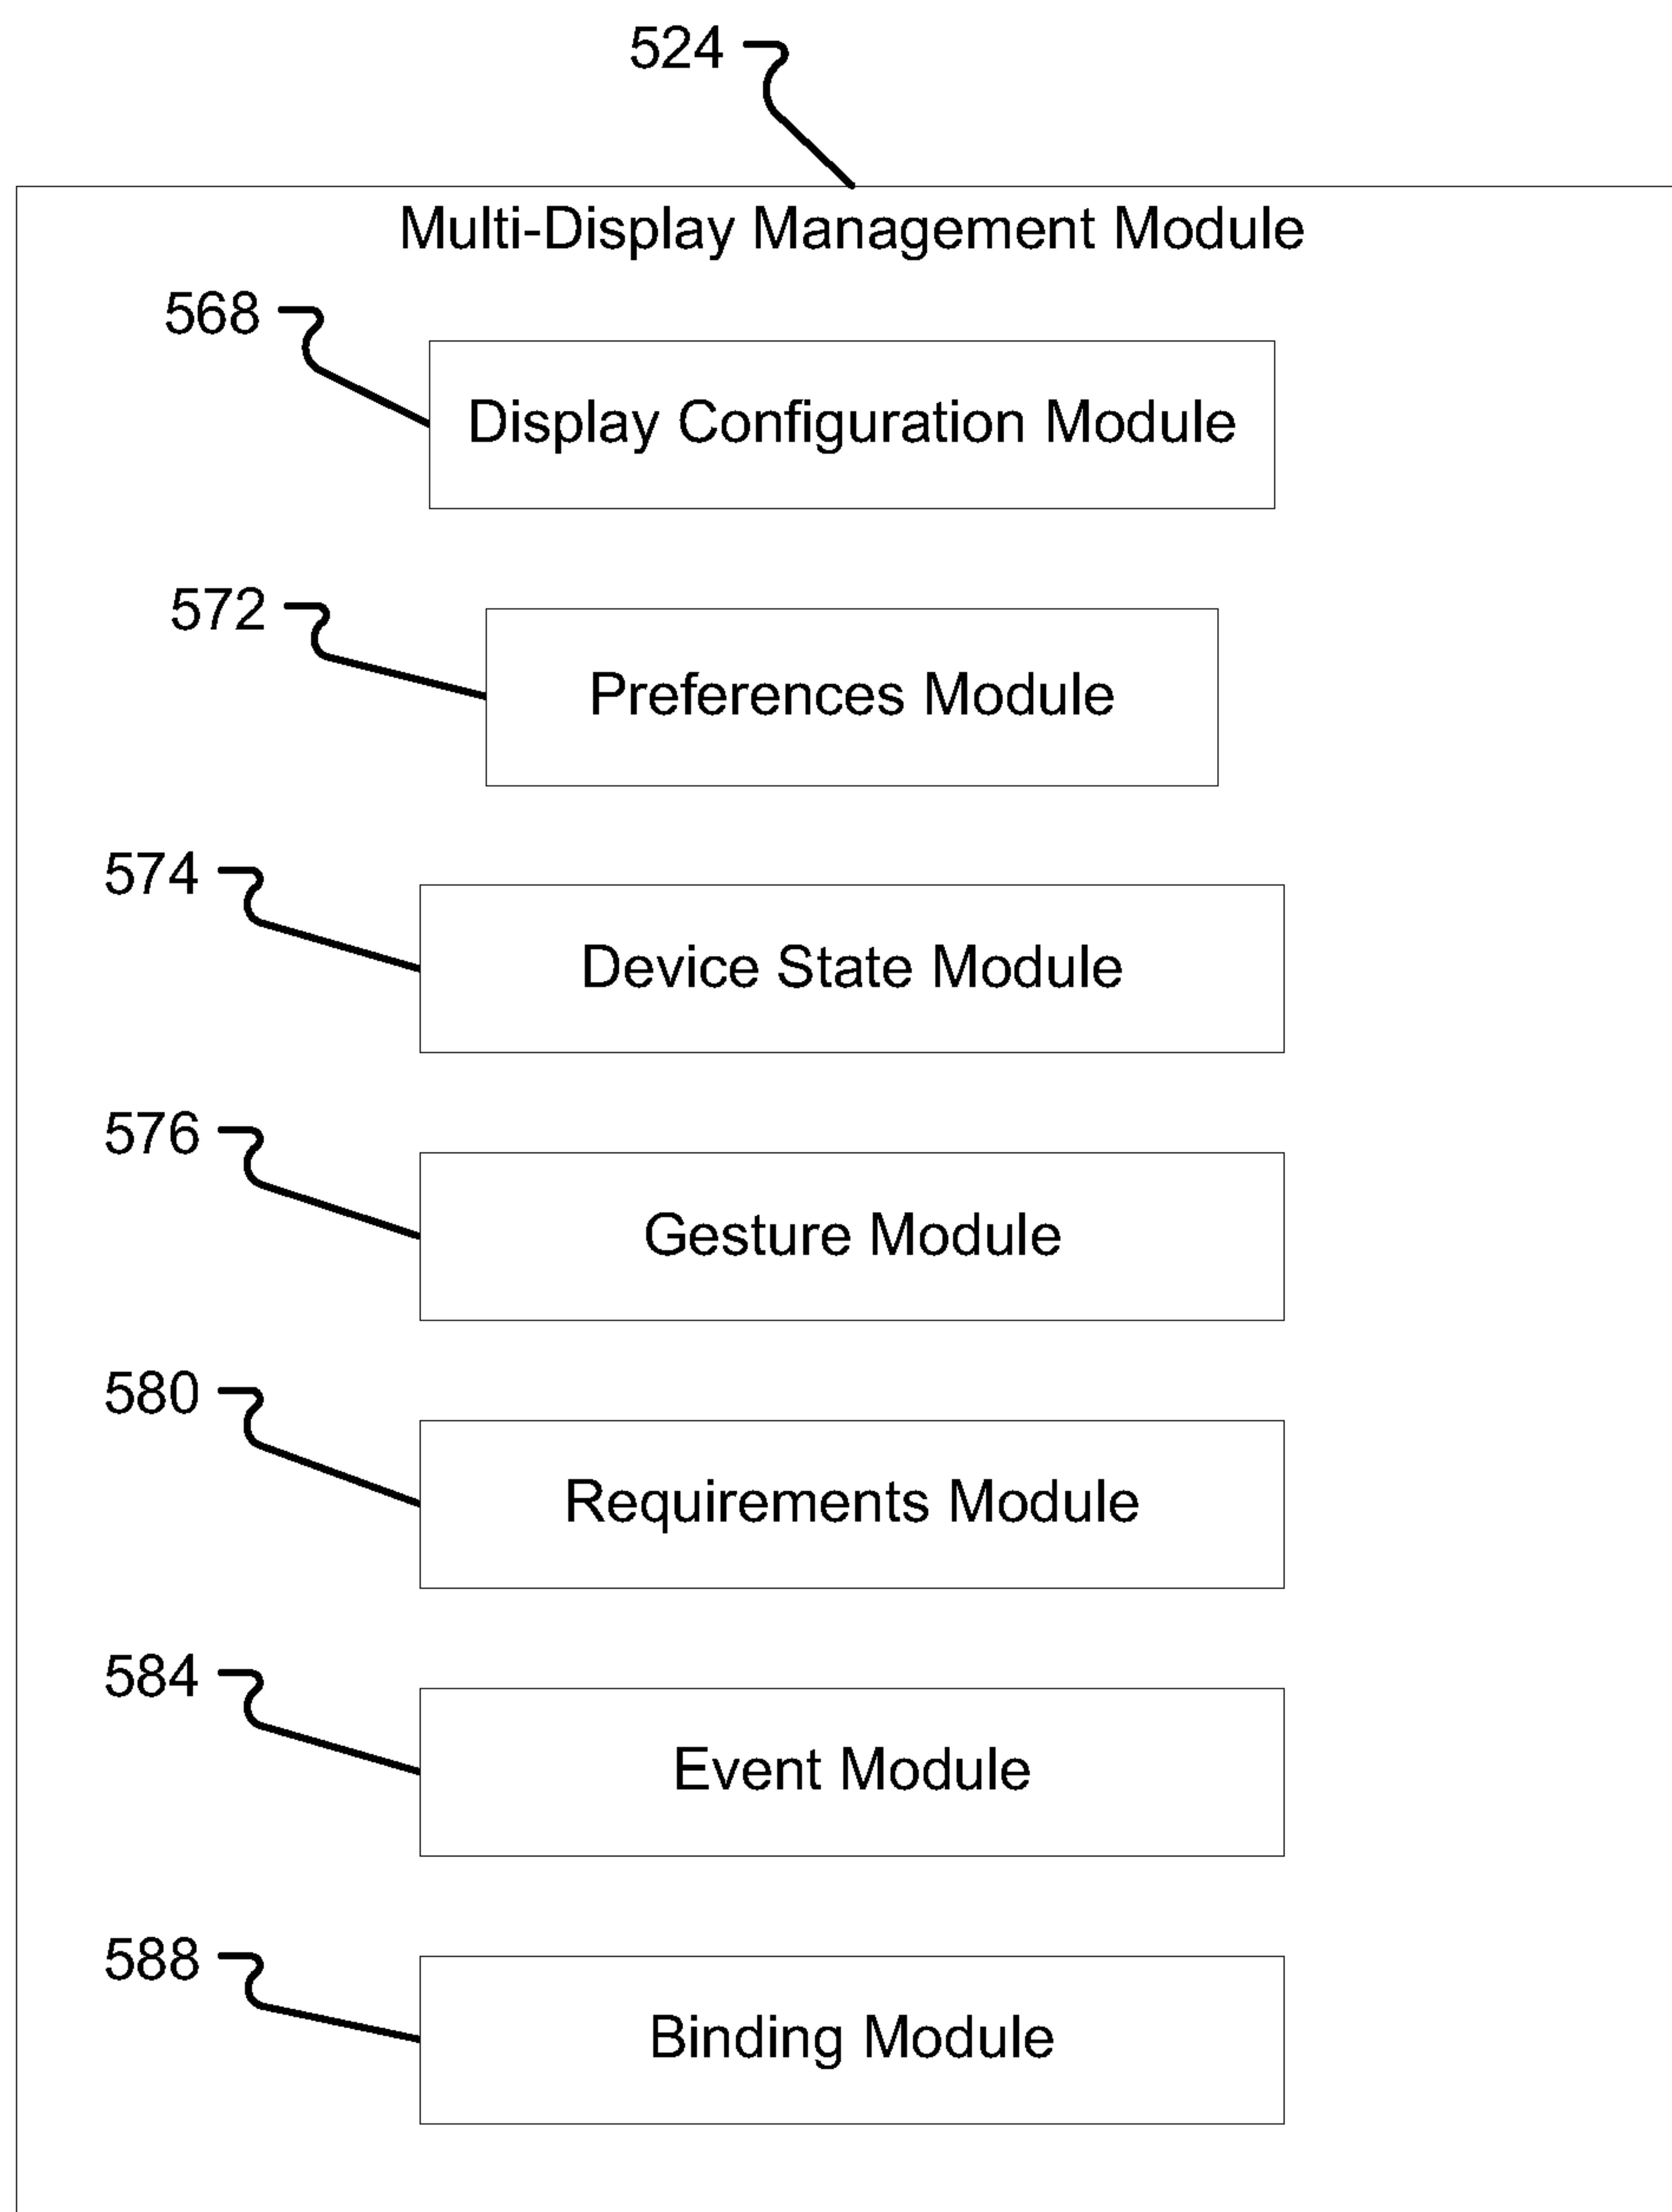 524
Multi-Display Management Module
568
Display Configuration Module
572
Preferences Module
574
Device State Module
576
Gesture Module
580
Requirements Module
584
Event Module
588
Binding Module